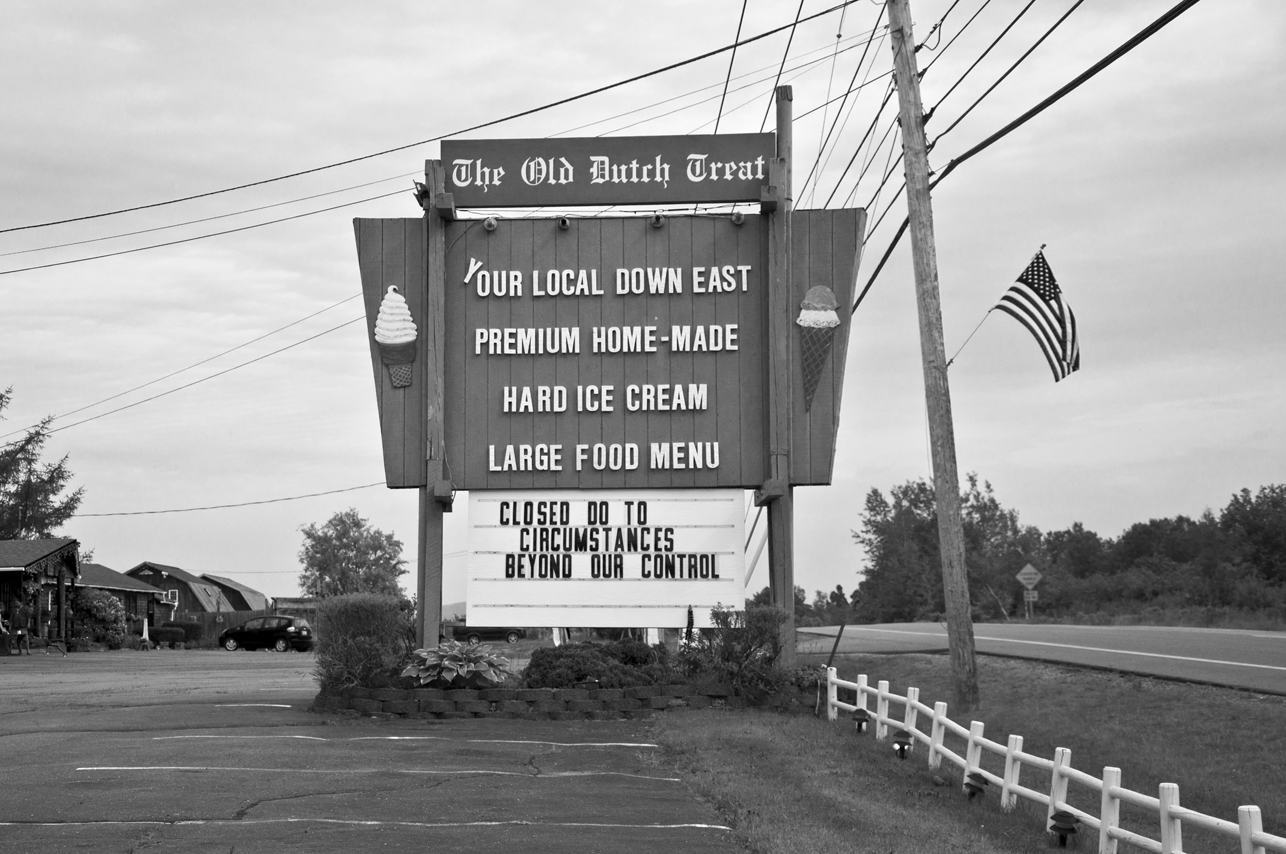 The Old Dutch Treat
YOUR LOCAL DOWN EAST
PREMIUM HOME-MADE
HARD ICE CREAM
LARGE FOOD MENU
CLOSED DO TO
CIRCUMSTANCES
BEYOND OUR CONTROL